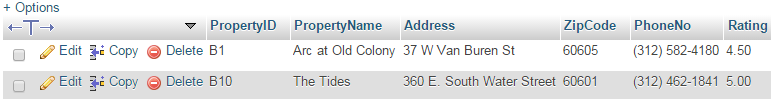 + Options
←T→ PropertyID PropertyName Address ZipCode PhoneNo Rating
Edit Copy Delete B1 Arc at Old Colony 37 W Van Buren St 60605 (312) 582-4180 4.50
Edit Copy Delete B10 The Tides 360 E. South Water Street 60601 (312) 462-1841 5.00